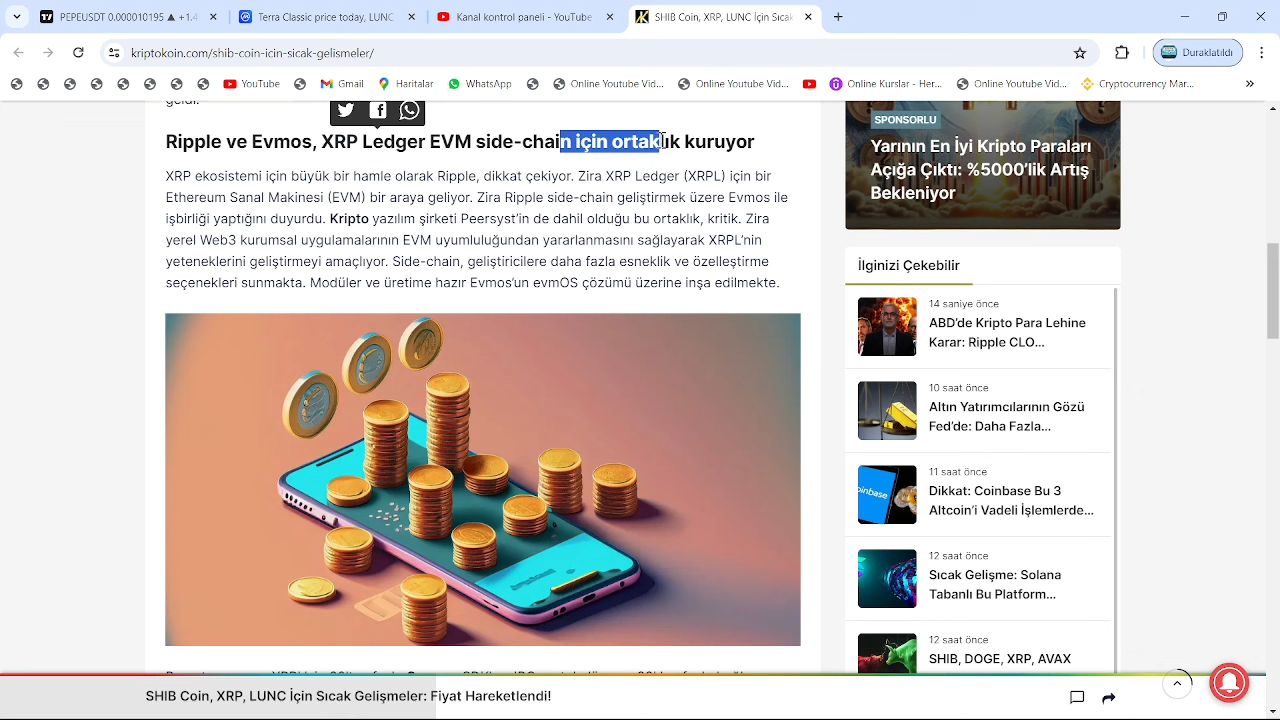 PEPEUSDT 0.00010195 ▲ +1.4
Terra Classic price today, LUNC
Kanal kontrol paneli - YouTube
SHIB Coin, XRP, LUNC İçin Sıcak
kriptokoin.com/shib-coin-icin-sicak-gelismeler/
Duraklatıldı
YouTube
Gmail
Haritalar
WhatsApp
Online Youtube Vid...
Online Youtube Vid...
Online Kurslar - Her...
Online Youtube Vid...
Cryptocurrency Mar...
geldi.
Ripple ve Evmos, XRP Ledger EVM side-chain için ortaklık kuruyor
XRP ekosistemi için büyük bir hamle olarak Ripple, dikkat çekiyor. Zira XRP Ledger (XRPL) için bir
Ethereum Sanal Makinesi (EVM) bir araya geliyor. Zira Ripple side-chain geliştirmek üzere Evmos ile
işbirliği yaptığını duyurdu. Kripto yazılım şirketi Peersyst'in de dahil olduğu bu ortaklık, kritik. Zira
yerel Web3 kurumsal uygulamalarının EVM uyumluluğundan yararlanmasını sağlayarak XRPL'nin
yeteneklerini geliştirmeyi amaçlıyor. Side-chain, geliştiricilere daha fazla esneklik ve özelleştirme
seçenekleri sunmakta. Modüler ve üretime hazır Evmos'un evmOS çözümü üzerine inşa edilmekte.
SPONSORLU
Yarının En İyi Kripto Paraları
Açığa Çıktı: %5000'lik Artış
Bekleniyor
İlginizi Çekebilir
14 saniye önce
ABD'de Kripto Para Lehine
Karar: Ripple CLO...
10 saat önce
Altın Yatırımcılarının Gözü
Fed'de: Daha Fazla...
11 saat önce
Dikkat: Coinbase Bu 3
Altcoin'i Vadeli İşlemlerde...
12 saat önce
Sıcak Gelişme: Solana
Tabanlı Bu Platform...
12 saat önce
SHIB, DOGE, XRP, AVAX
SHIB Coin, XRP, LUNC İçin Sıcak Gelişmeler: Fiyat Hareketlendi!